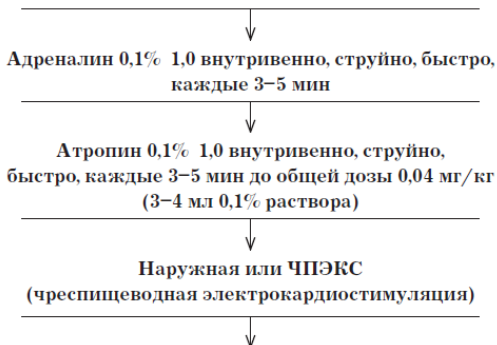 Адреналин 0,1% 1,0 внутривенно, струйно, быстро,
каждые 3–5 мин
Атропин 0,1% 1,0 внутривенно, струйно,
быстро, каждые 3–5 мин до общей дозы 0,04 мг/кг
(3–4 мл 0,1% раствора)
Наружная или ЧПЭКС
(чреспищеводная электрокардиостимуляция)